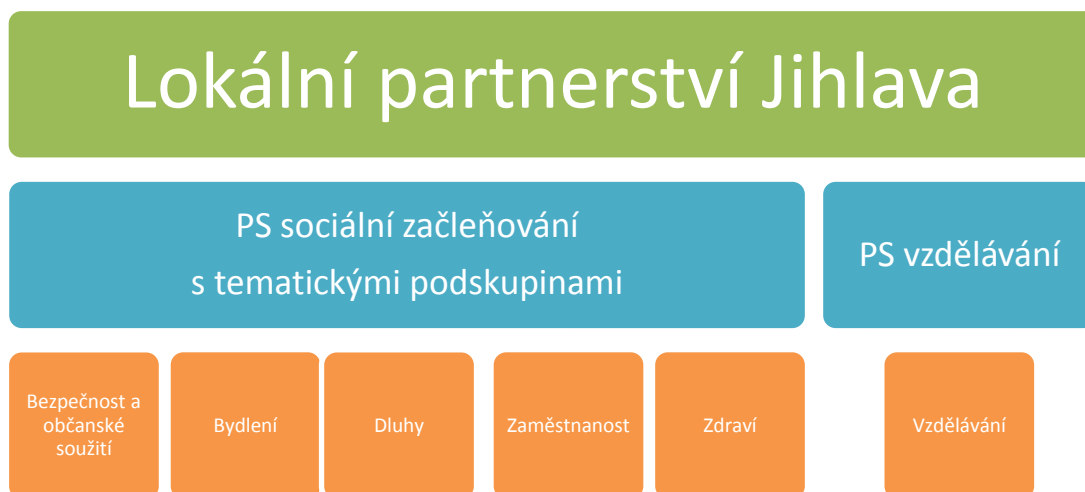 Lokální partnerství Jihlava
PS sociální začleňování
s tematickými podskupinami
PS vzdělávání
Bezpečnost a
občanské
soužití
Bydlení
Dluhy
Zaměstnanost
Zdraví
Vzdělávání